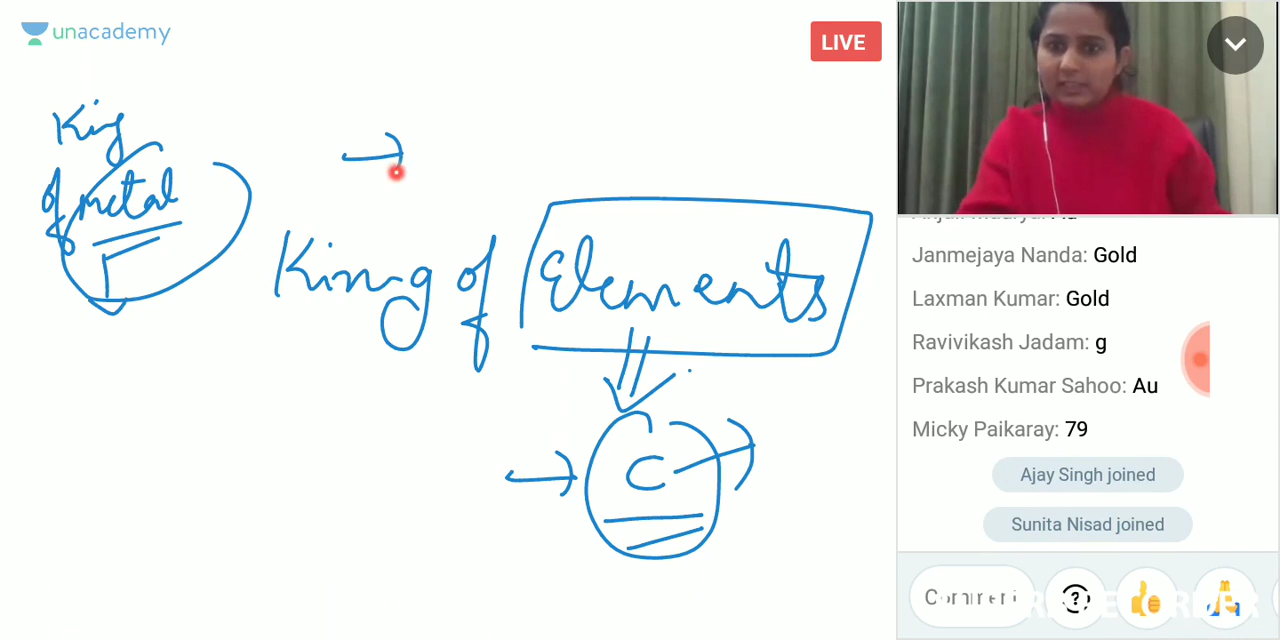 unacademy
LIVE
King
of metal
King of Elements
C
Janmejaya Nanda: Gold
Laxman Kumar: Gold
Ravivikash Jadam: g
Prakash Kumar Sahoo: Au
Micky Paikaray: 79
Ajay Singh joined
Sunita Nisad joined